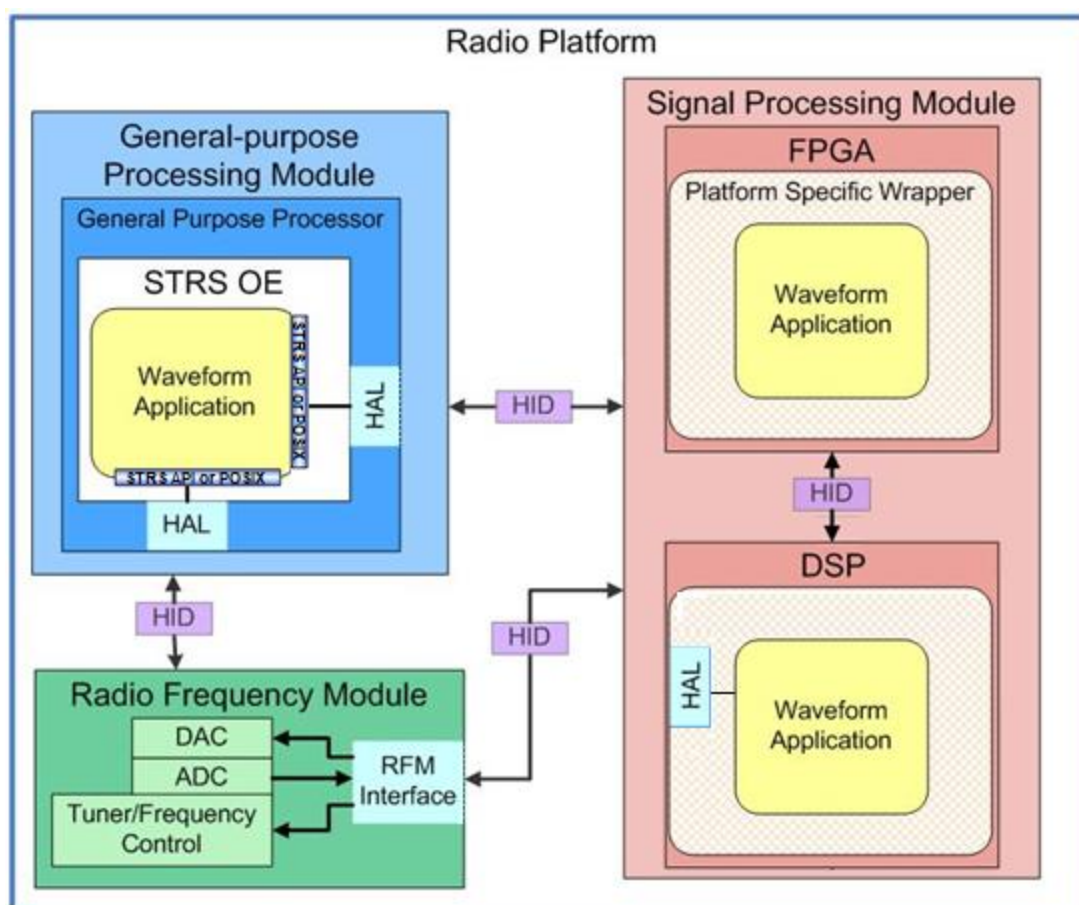 Radio Platform
General-purpose
Processing Module
General Purpose Processor
STRS OE
Waveform
Application
STRS API or POSIX
HAL
STRS API or POSIX
HAL
HID
HID
Radio Frequency Module
DAC
ADC
Tuner/Frequency
Control
RFM
Interface
HID
Signal Processing Module
FPGA
Platform Specific Wrapper
Waveform
Application
HID
DSP
HAL
Waveform
Application